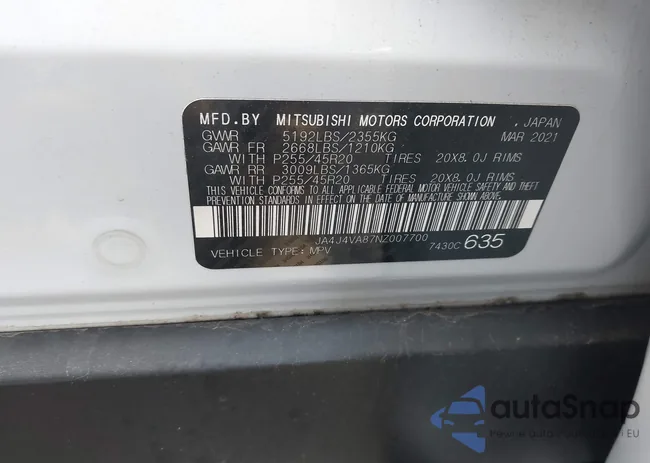 MFD.BY MITSUBISHI MOTORS CORPORATION , JAPAN
GVWR 5192LBS/2355KG MAR 2021
GAWR FR 2668LBS/1210KG
WITH P255/45R20 TIRES 20X8.0J RIMS
GAWR RR 3009LBS/1365KG
WITH P255/45R20 TIRES 20X8.0J RIMS
THIS VEHICLE CONFORMS TO ALL APPLICABLE FEDERAL MOTOR VEHICLE SAFETY AND THEFT
PREVENTION STANDARDS IN EFFECT ON THE DATE OF MANUFACTURE SHOWN ABOVE.
JA4J4VA87NZ007700
VEHICLE TYPE: MPV 7430C 635
autoSnap